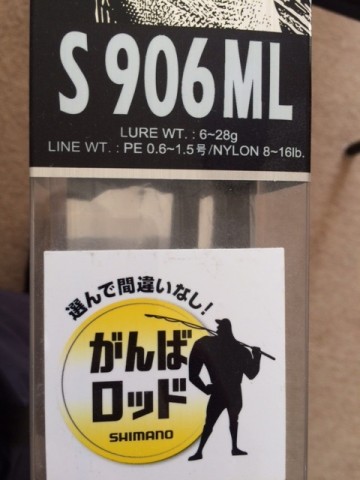 S 906ML
LURE WT. : 6~28g
LINE WT. : PE 0.6~1.5号/NYLON 8~16lb.
選んで間違いなし!
がんば
ロッド
SHIMANO